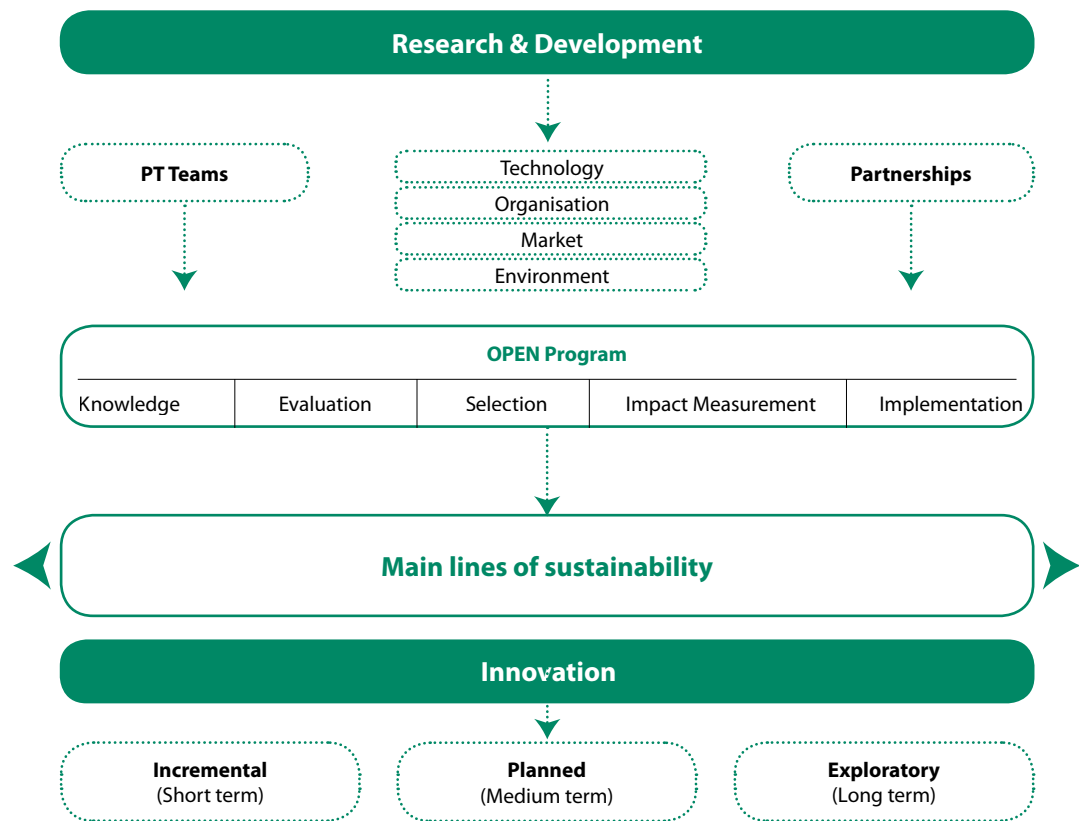 Research & Development
PT Teams
Technology
Organisation
Market
Environment
Partnerships
OPEN Program
Knowledge
Evaluation
Selection
Impact Measurement
Implementation
Main lines of sustainability
Innovation
Incremental
(Short term)
Planned
(Medium term)
Exploratory
(Long term)